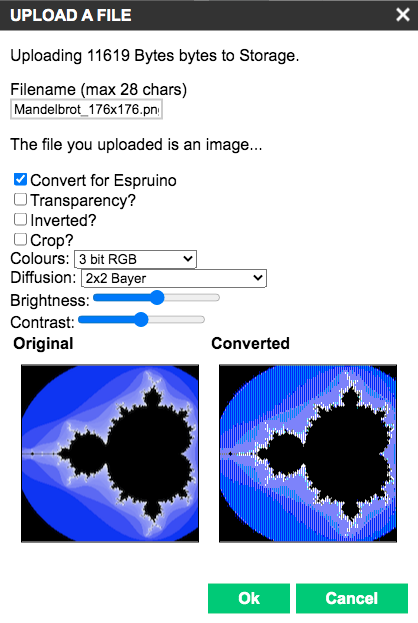 UPLOAD A FILE ×
Uploading 11619 Bytes bytes to Storage.
Filename (max 28 chars)
Mandelbrot_176x176.pn
The file you uploaded is an image...
Convert for Espruino
Transparency?
Inverted?
Crop?
Colours: 3 bit RGB
Diffusion: 2x2 Bayer
Brightness:
Contrast:
Original Converted
Ok Cancel